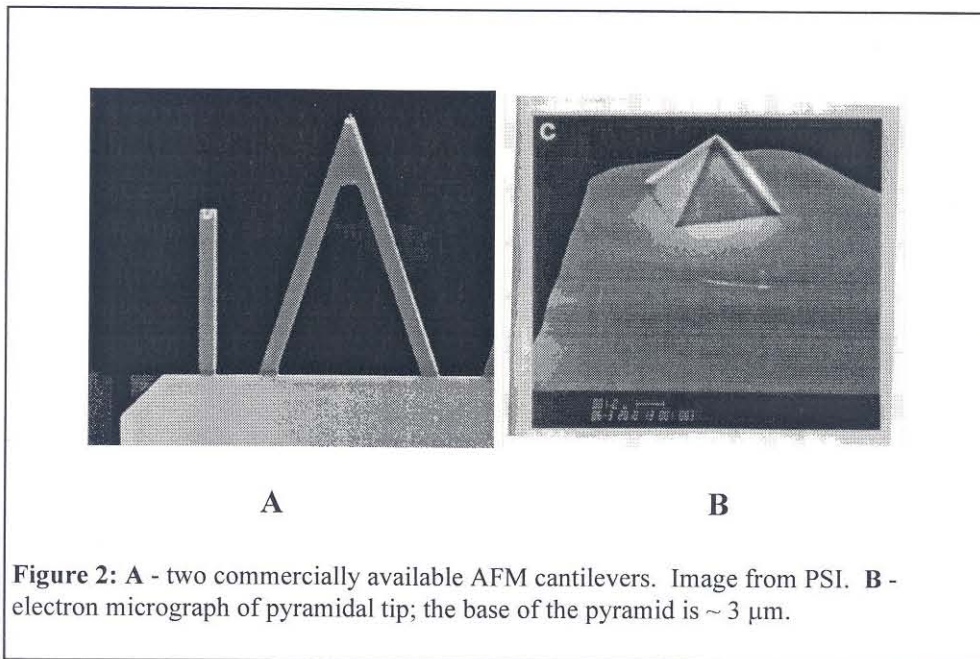 C
A
B
Figure 2: A - two commercially available AFM cantilevers. Image from PSI. B -
electron micrograph of pyramidal tip; the base of the pyramid is ~ 3 μm.